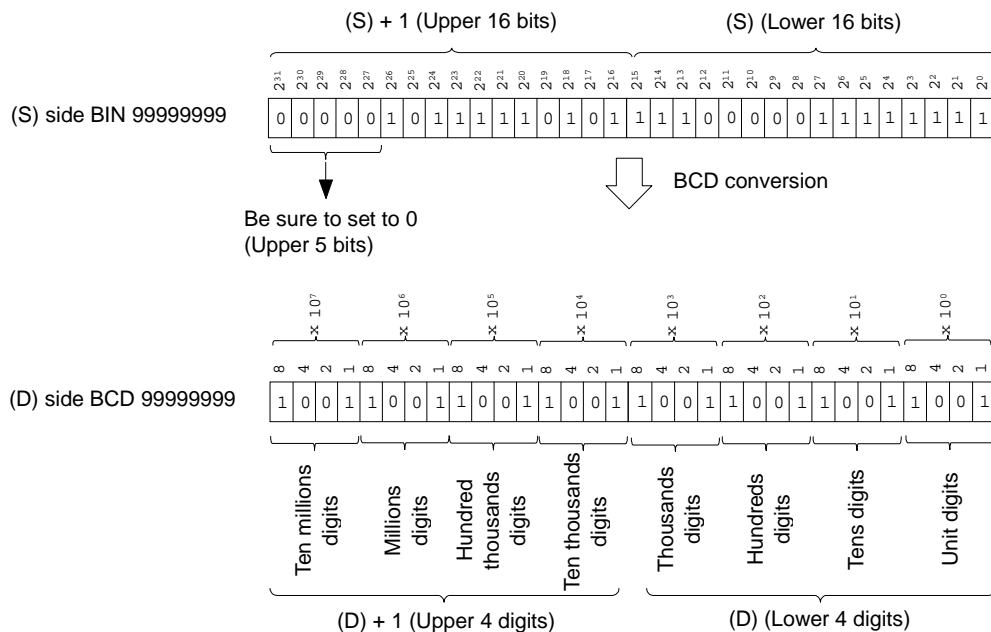 (S) + 1 (Upper 16 bits) (S) (Lower 16 bits)
2³¹ 2³⁰ 2²⁹ 2²⁸ 2²⁷ 2²⁶ 2²⁵ 2²⁴ 2²³ 2²² 2²¹ 2²⁰ 2¹⁹ 2¹⁸ 2¹⁷ 2¹⁶ 2¹⁵ 2¹⁴ 2¹³ 2¹² 2¹¹ 2¹⁰ 2⁹ 2⁸ 2⁷ 2⁶ 2⁵ 2⁴ 2³ 2² 2¹ 2⁰
(S) side BIN 99999999 0 0 0 0 0 1 0 1 1 1 1 1 0 1 0 1 1 1 1 0 0 0 0 0 1 1 1 1 1 1 1 1
BCD conversion
Be sure to set to 0
(Upper 5 bits)
x 10⁷ x 10⁶ x 10⁵ x 10⁴ x 10³ x 10² x 10¹ x 10⁰
8 4 2 1 8 4 2 1 8 4 2 1 8 4 2 1 8 4 2 1 8 4 2 1 8 4 2 1 8 4 2 1
(D) side BCD 99999999 1 0 0 1 1 0 0 1 1 0 0 1 1 0 0 1 1 0 0 1 1 0 0 1 1 0 0 1 1 0 0 1
Ten millions
digits
Millions
digits
Hundred
thousands
digits
Ten thousands
digits
Thousands
digits
Hundreds
digits
Tens digits
Unit digits
(D) + 1 (Upper 4 digits) (D) (Lower 4 digits)